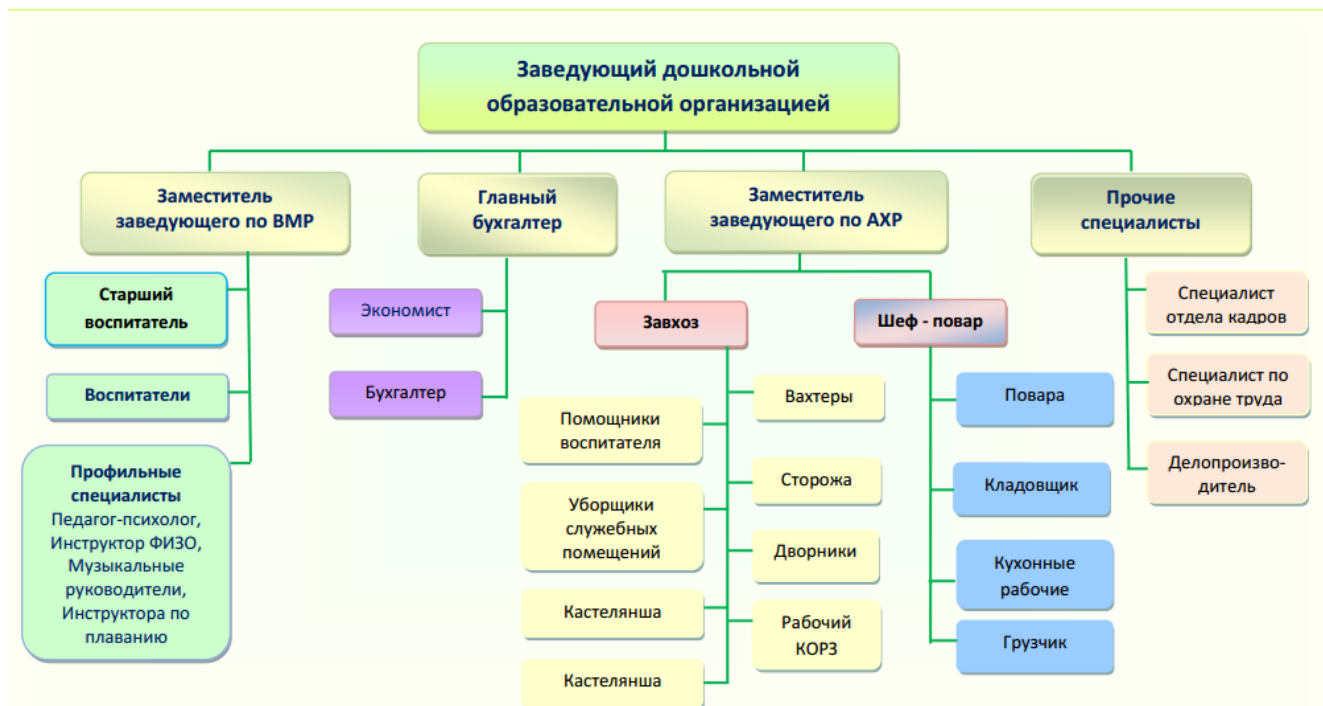 Заведующий дошкольной
образовательной организацией
Заместитель
заведующего по ВМР
Главный
бухгалтер
Заместитель
заведующего по АХР
Прочие
специалисты
Старший
воспитатель
Воспитатели
Профильные
специалисты
Педагог-психолог,
Инструктор ФИЗО,
Музыкальные
руководители,
Инструктора по
плаванию
Экономист
Бухгалтер
Завхоз
Помощники
воспитателя
Уборщики
служебных
помещений
Кастелянша
Кастелянша
Вахтеры
Сторожа
Дворники
Рабочий
КОРЗ
Шеф - повар
Повара
Кладовщик
Кухонные
рабочие
Грузчик
Специалист
отдела кадров
Специалист по
охране труда
Делопроизво-
дитель